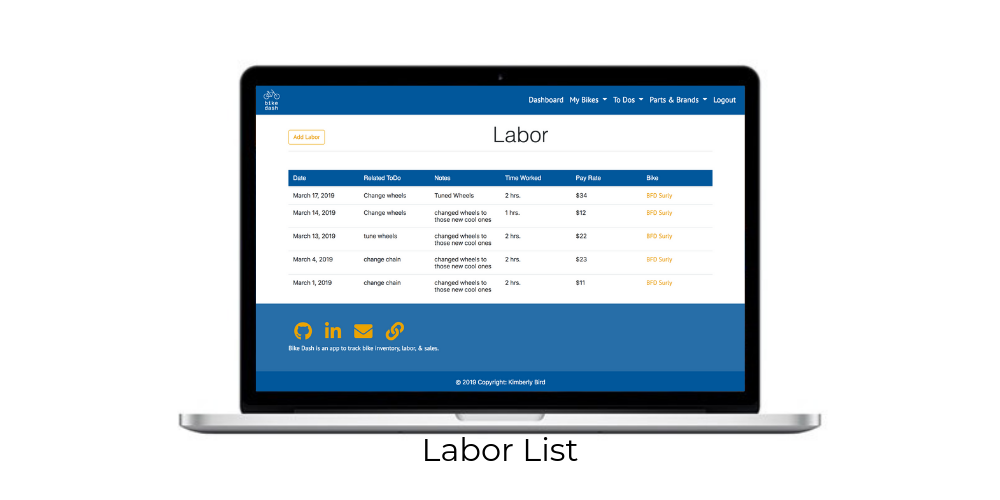 bike
dash
Dashboard My Bikes To Dos Parts & Brands Logout
Add Labor
Labor
Date Related ToDo Notes Time Worked Pay Rate Bike
March 17, 2019 Change wheels Tuned Wheels 2 hrs. $34 BFD Surly
March 14, 2019 Change wheels changed wheels to 1 hrs. $12 BFD Surly
those new cool ones
March 13, 2019 tune wheels changed wheels to 2 hrs. $22 BFD Surly
those new cool ones
March 4, 2019 change chain changed wheels to 2 hrs. $23 BFD Surly
those new cool ones
March 1, 2019 change chain changed wheels to 2 hrs. $11 BFD Surly
those new cool ones
in
Bike Dash is an app to track bike inventory, labor, & sales.
© 2019 Copyright: Kimberly Bird
Labor List